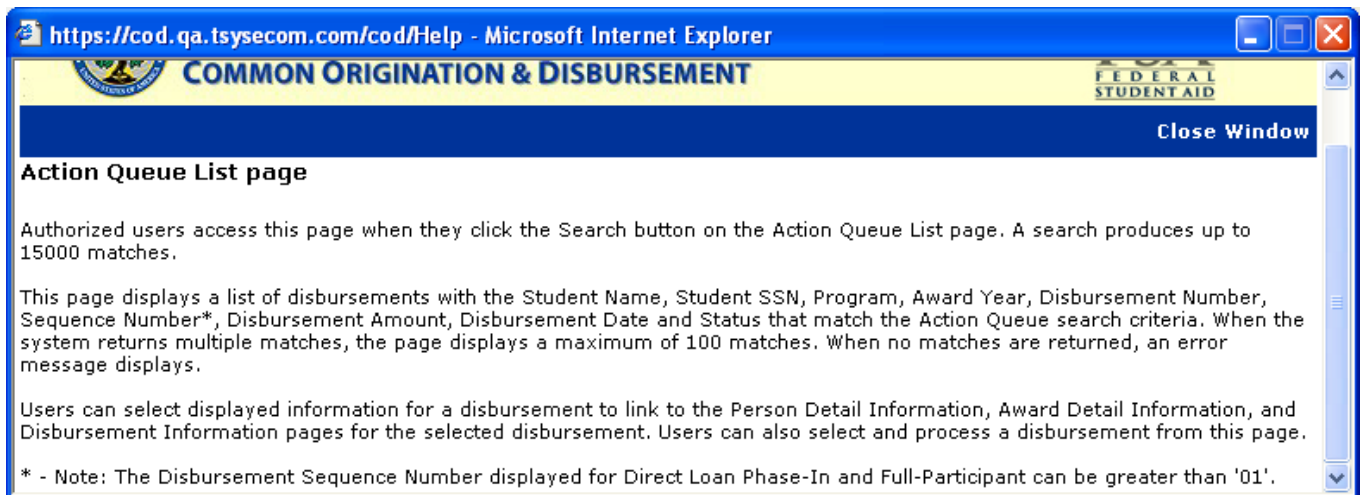 https://cod.qa.tsysecom.com/cod/Help - Microsoft Internet Explorer
COMMON ORIGINATION & DISBURSEMENT
FEDERAL
STUDENT AID
Close Window
Action Queue List page
Authorized users access this page when they click the Search button on the Action Queue List page. A search produces up to
15000 matches.
This page displays a list of disbursements with the Student Name, Student SSN, Program, Award Year, Disbursement Number,
Sequence Number*, Disbursement Amount, Disbursement Date and Status that match the Action Queue search criteria. When the
system returns multiple matches, the page displays a maximum of 100 matches. When no matches are returned, an error
message displays.
Users can select displayed information for a disbursement to link to the Person Detail Information, Award Detail Information, and
Disbursement Information pages for the selected disbursement. Users can also select and process a disbursement from this page.
* - Note: The Disbursement Sequence Number displayed for Direct Loan Phase-In and Full-Participant can be greater than '01'.